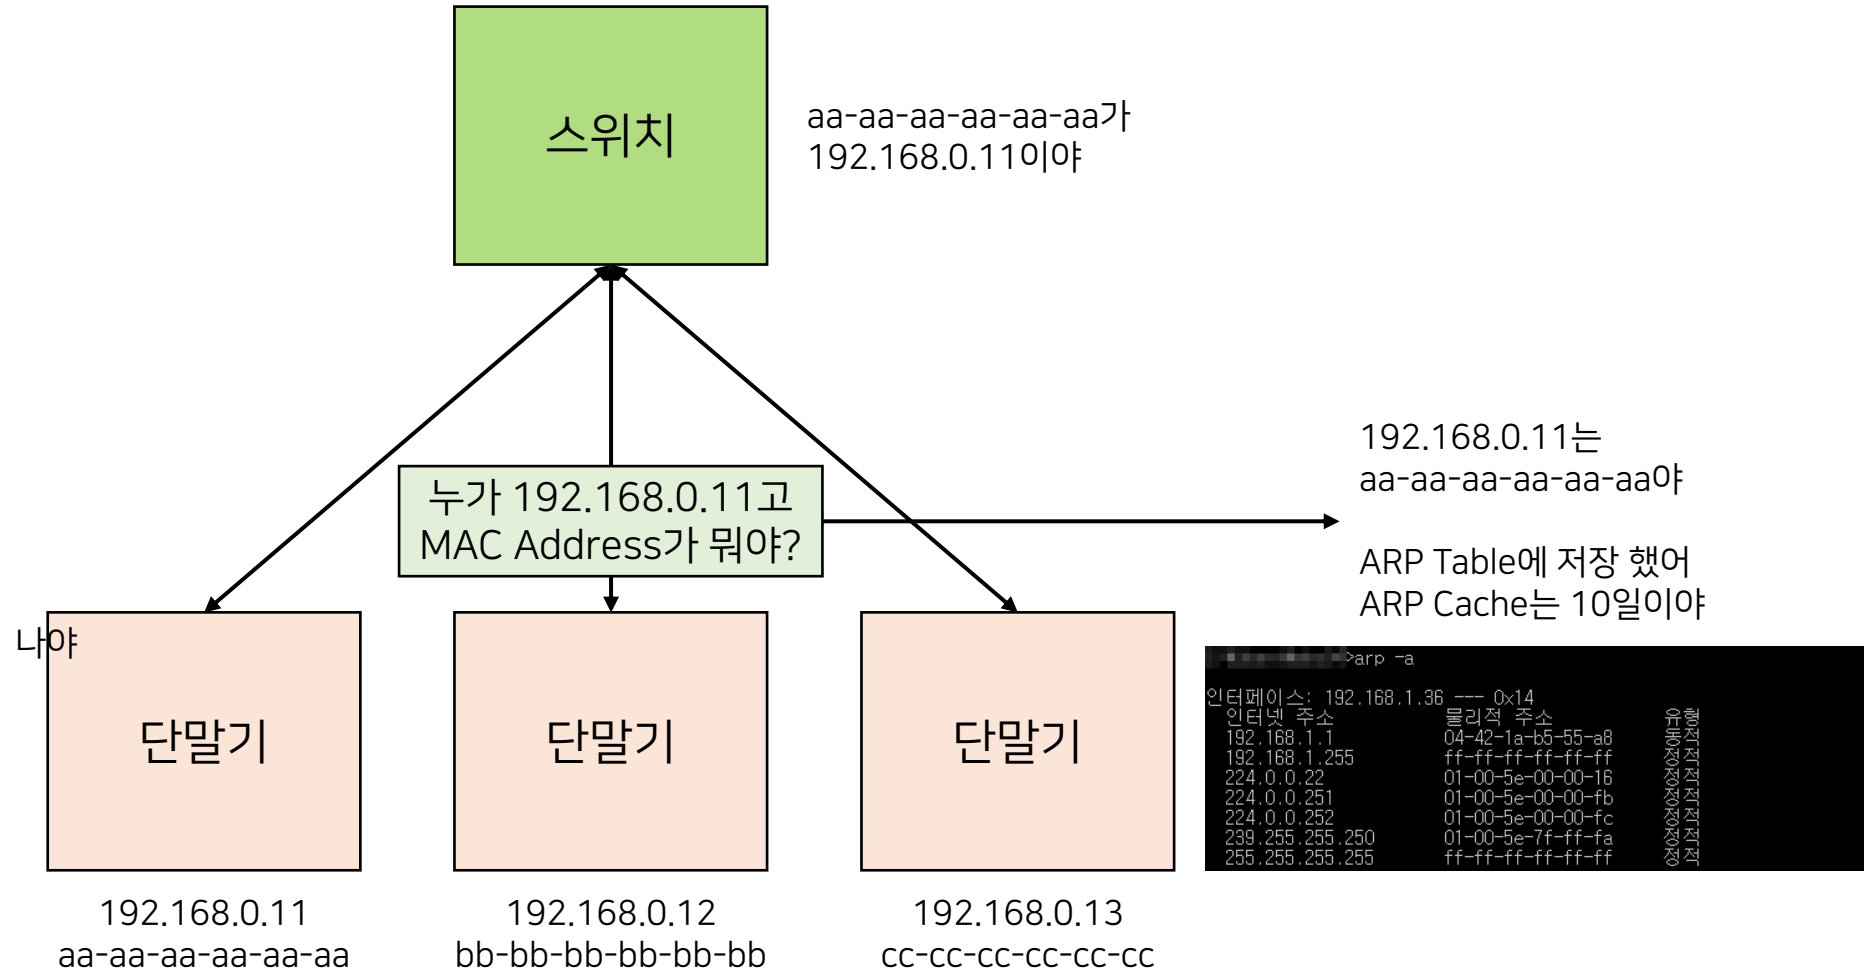 스위치
aa-aa-aa-aa-aa-aa가
192.168.0.11이야
누가 192.168.0.11고
MAC Address가 뭐야?
192.168.0.11는
aa-aa-aa-aa-aa-aa야
ARP Table에 저장 했어
ARP Cache는 10일이야
나야
단말기
단말기
단말기
192.168.0.11
aa-aa-aa-aa-aa-aa
192.168.0.12
bb-bb-bb-bb-bb-bb
192.168.0.13
cc-cc-cc-cc-cc-cc
>arp -a
인터페이스: 192.168.1.36 --- 0x14
인터넷 주소 물리적 주소 유형
192.168.1.1 04-42-1a-b5-55-a8 동적
192.168.1.255 ff-ff-ff-ff-ff-ff 정적
224.0.0.22 01-00-5e-00-00-16 정적
224.0.0.251 01-00-5e-00-00-fb 정적
224.0.0.252 01-00-5e-00-00-fc 정적
239.255.255.250 01-00-5e-7f-ff-fa 정적
255.255.255.255 ff-ff-ff-ff-ff-ff 정적